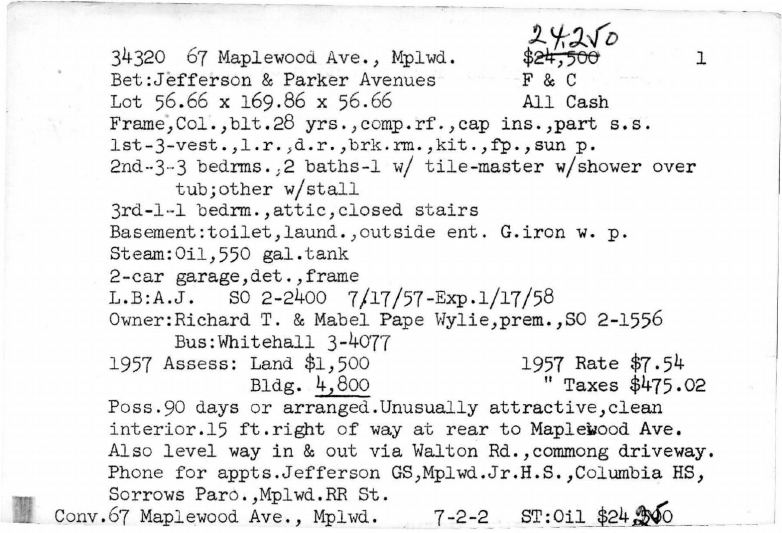 24,250
34320 67 Maplewood Ave., Mplwd. $24,500 1
Bet:Jefferson & Parker Avenues F & C
Lot 56.66 x 169.86 x 56.66 All Cash
Frame,Col.,blt.28 yrs.,comp.rf.,cap ins.,part s.s.
1st-3-vest.,l.r.,d.r.,brk.rm.,kit.,fp.,sun p.
2nd-3-3 bedrms.,2 baths-1 w/ tile-master w/shower over
tub;other w/stall
3rd-1-1 bedrm.,attic,closed stairs
Basement:toilet,laund.,outside ent. G.iron w. p.
Steam:Oil,550 gal.tank
2-car garage,det.,frame
L.B:A.J. SO 2-2400 7/17/57-Exp.1/17/58
Owner:Richard T. & Mabel Pape Wylie,prem.,SO 2-1556
Bus:Whitehall 3-4077
1957 Assess: Land $1,500 1957 Rate $7.54
Bldg. 4,800 " Taxes $475.02
Poss.90 days or arranged.Unusually attractive,clean
interior.15 ft.right of way at rear to Maplewood Ave.
Also level way in & out via Walton Rd.,commong driveway.
Phone for appts.Jefferson GS,Mplwd.Jr.H.S.,Columbia HS,
Sorrows Paro.,Mplwd.RR St.
Conv.67 Maplewood Ave., Mplwd. 7-2-2 ST:Oil $24,250